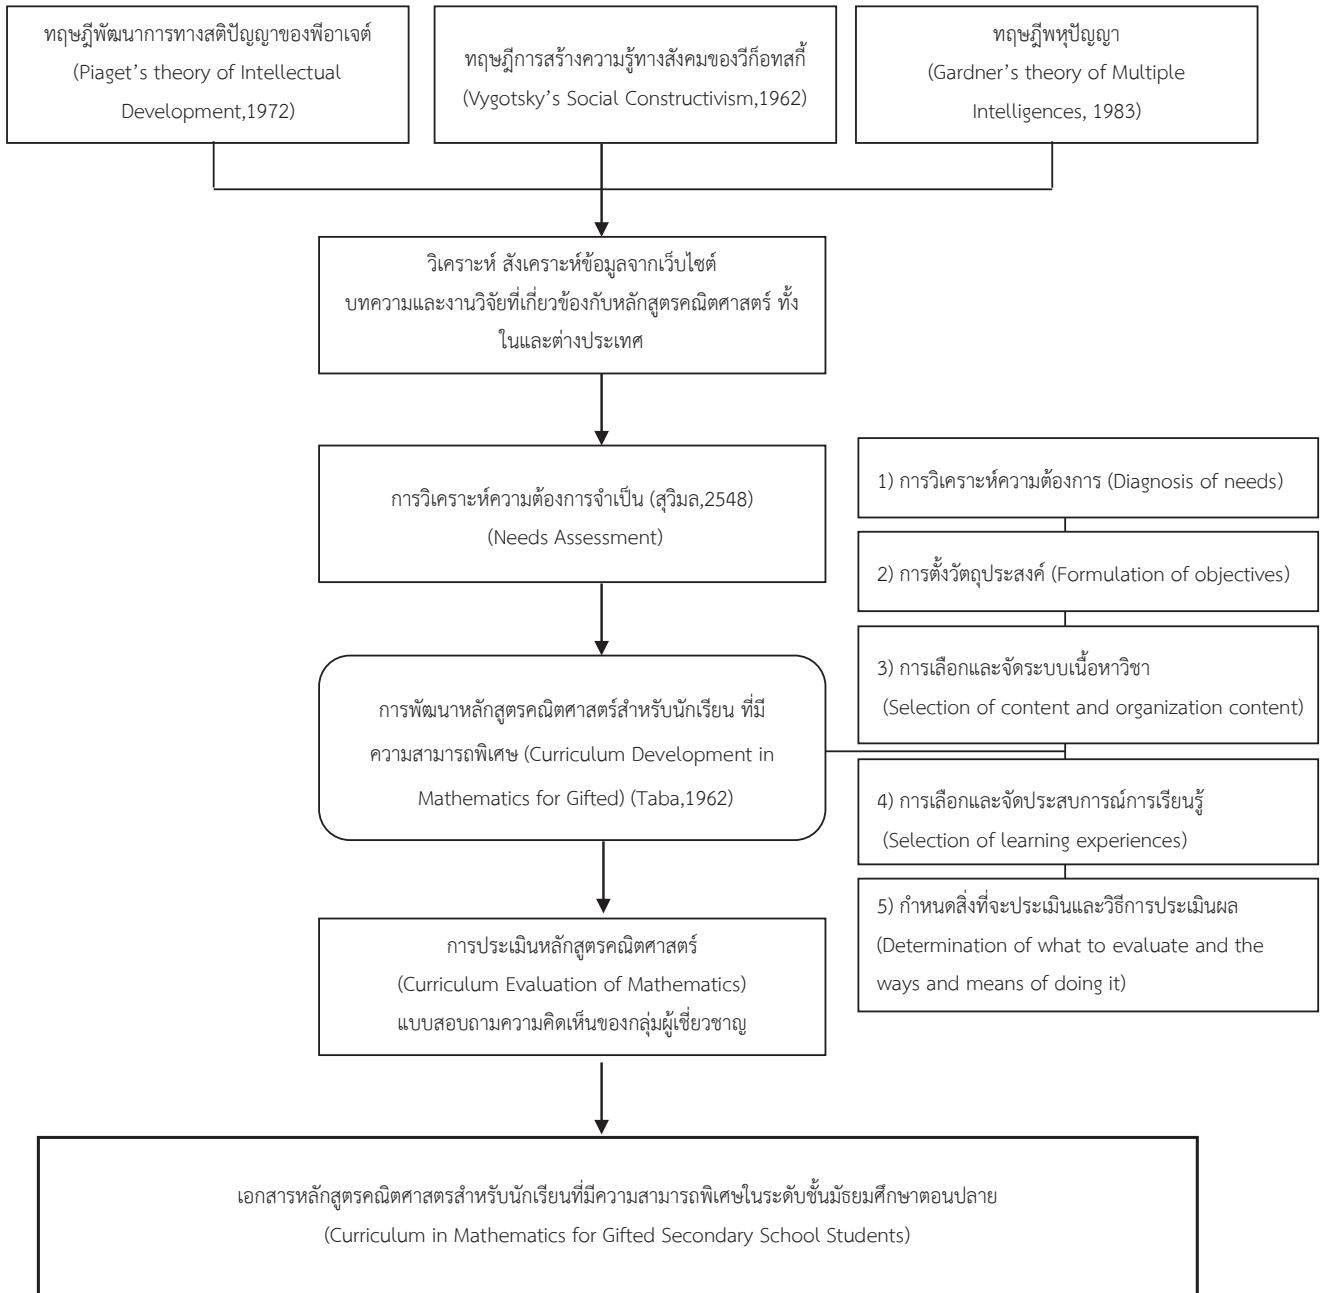 ทฤษฎีพัฒนาการทางสติปัญญาของพีอาเจต์
(Piaget's theory of Intellectual
Development,1972)
ทฤษฎีการสร้างความรู้ทางสังคมของวีก็อทสกี้
(Vygotsky's Social Constructivism,1962)
ทฤษฎีพหุปัญญา
(Gardner's theory of Multiple
Intelligences, 1983)
วิเคราะห์ สังเคราะห์ข้อมูลจากเว็บไซต์
บทความและงานวิจัยที่เกี่ยวข้องกับหลักสูตรคณิตศาสตร์ ทั้ง
ในและต่างประเทศ
การวิเคราะห์ความต้องการจำเป็น (สุวิมล,2548)
(Needs Assessment)
การพัฒนาหลักสูตรคณิตศาสตร์สำหรับนักเรียน ที่มี
ความสามารถพิเศษ (Curriculum Development in
Mathematics for Gifted) (Taba,1962)
1) การวิเคราะห์ความต้องการ (Diagnosis of needs)
2) การตั้งวัตถุประสงค์ (Formulation of objectives)
3) การเลือกและจัดระบบเนื้อหาวิชา
(Selection of content and organization content)
4) การเลือกและจัดประสบการณ์การเรียนรู้
(Selection of learning experiences)
5) กำหนดสิ่งที่จะประเมินและวิธีการประเมินผล
(Determination of what to evaluate and the
ways and means of doing it)
การประเมินหลักสูตรคณิตศาสตร์
(Curriculum Evaluation of Mathematics)
แบบสอบถามความคิดเห็นของกลุ่มผู้เชี่ยวชาญ
เอกสารหลักสูตรคณิตศาสตรสำหรับนักเรียนที่มีความสามารถพิเศษในระดับชั้นมัธยมศึกษาตอนปลาย
(Curriculum in Mathematics for Gifted Secondary School Students)